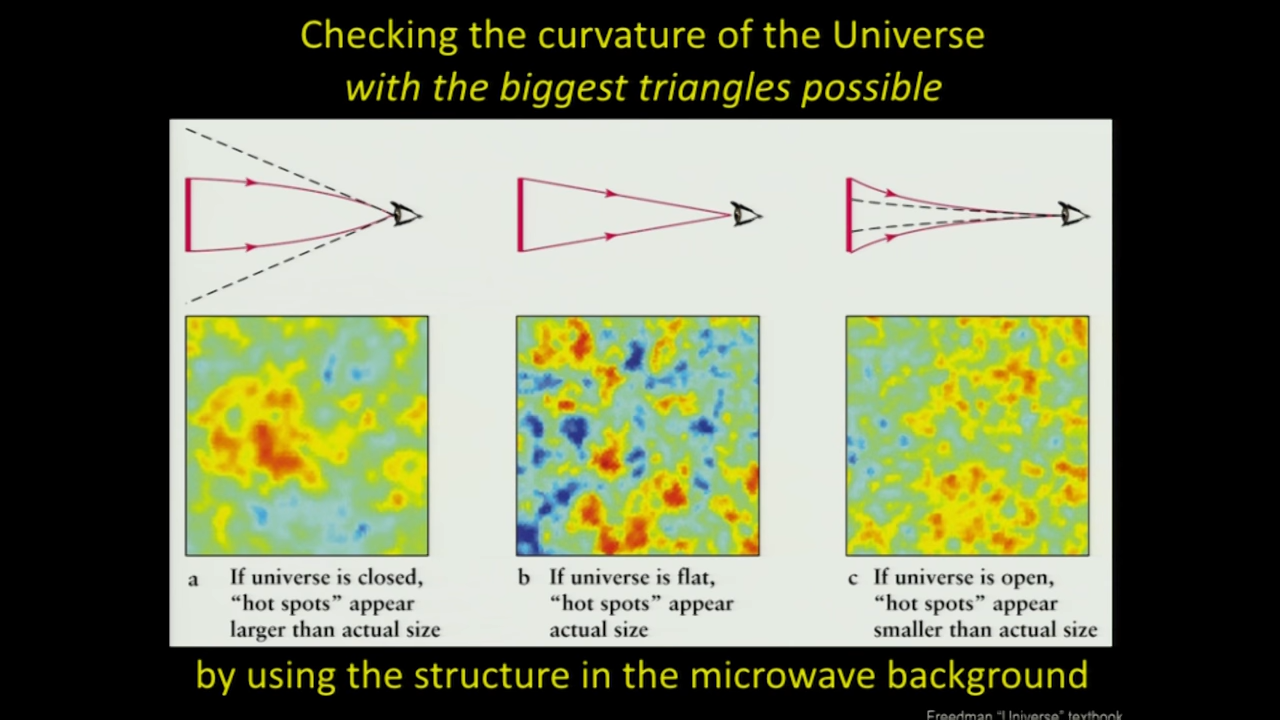 Checking the curvature of the Universe
with the biggest triangles possible
a If universe is closed,
"hot spots" appear
larger than actual size
b If universe is flat,
"hot spots" appear
actual size
c If universe is open,
"hot spots" appear
smaller than actual size
by using the structure in the microwave background
Freedman "Universe" textbook